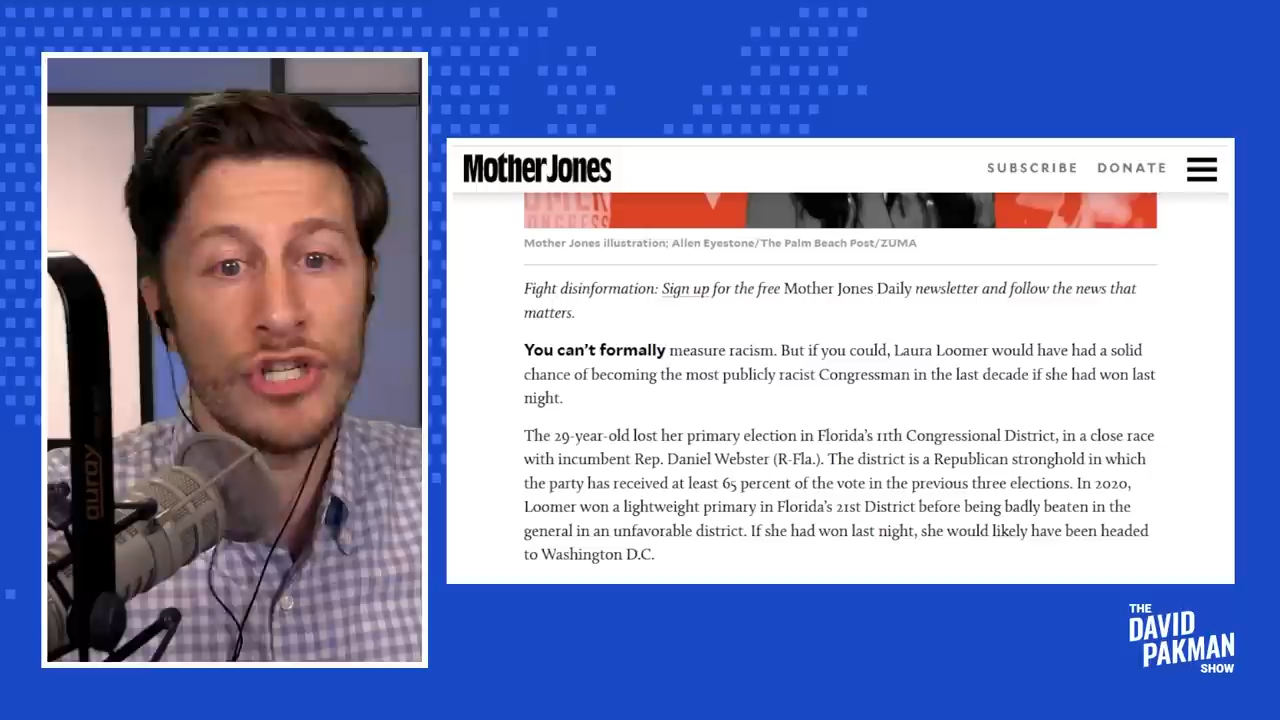 Mother Jones
SUBSCRIBE DONATE
Mother Jones illustration; Allen Eyestone/The Palm Beach Post/ZUMA
Fight disinformation: Sign up for the free Mother Jones Daily newsletter and follow the news that
matters.
You can't formally measure racism. But if you could, Laura Loomer would have had a solid
chance of becoming the most publicly racist Congressman in the last decade if she had won last
night.
The 29-year-old lost her primary election in Florida's 11th Congressional District, in a close race
with incumbent Rep. Daniel Webster (R-Fla.). The district is a Republican stronghold in which
the party has received at least 65 percent of the vote in the previous three elections. In 2020,
Loomer won a lightweight primary in Florida's 21st District before being badly beaten in the
general in an unfavorable district. If she had won last night, she would likely have been headed
to Washington D.C.
auray
THE
DAVID
PAKMAN
SHOW